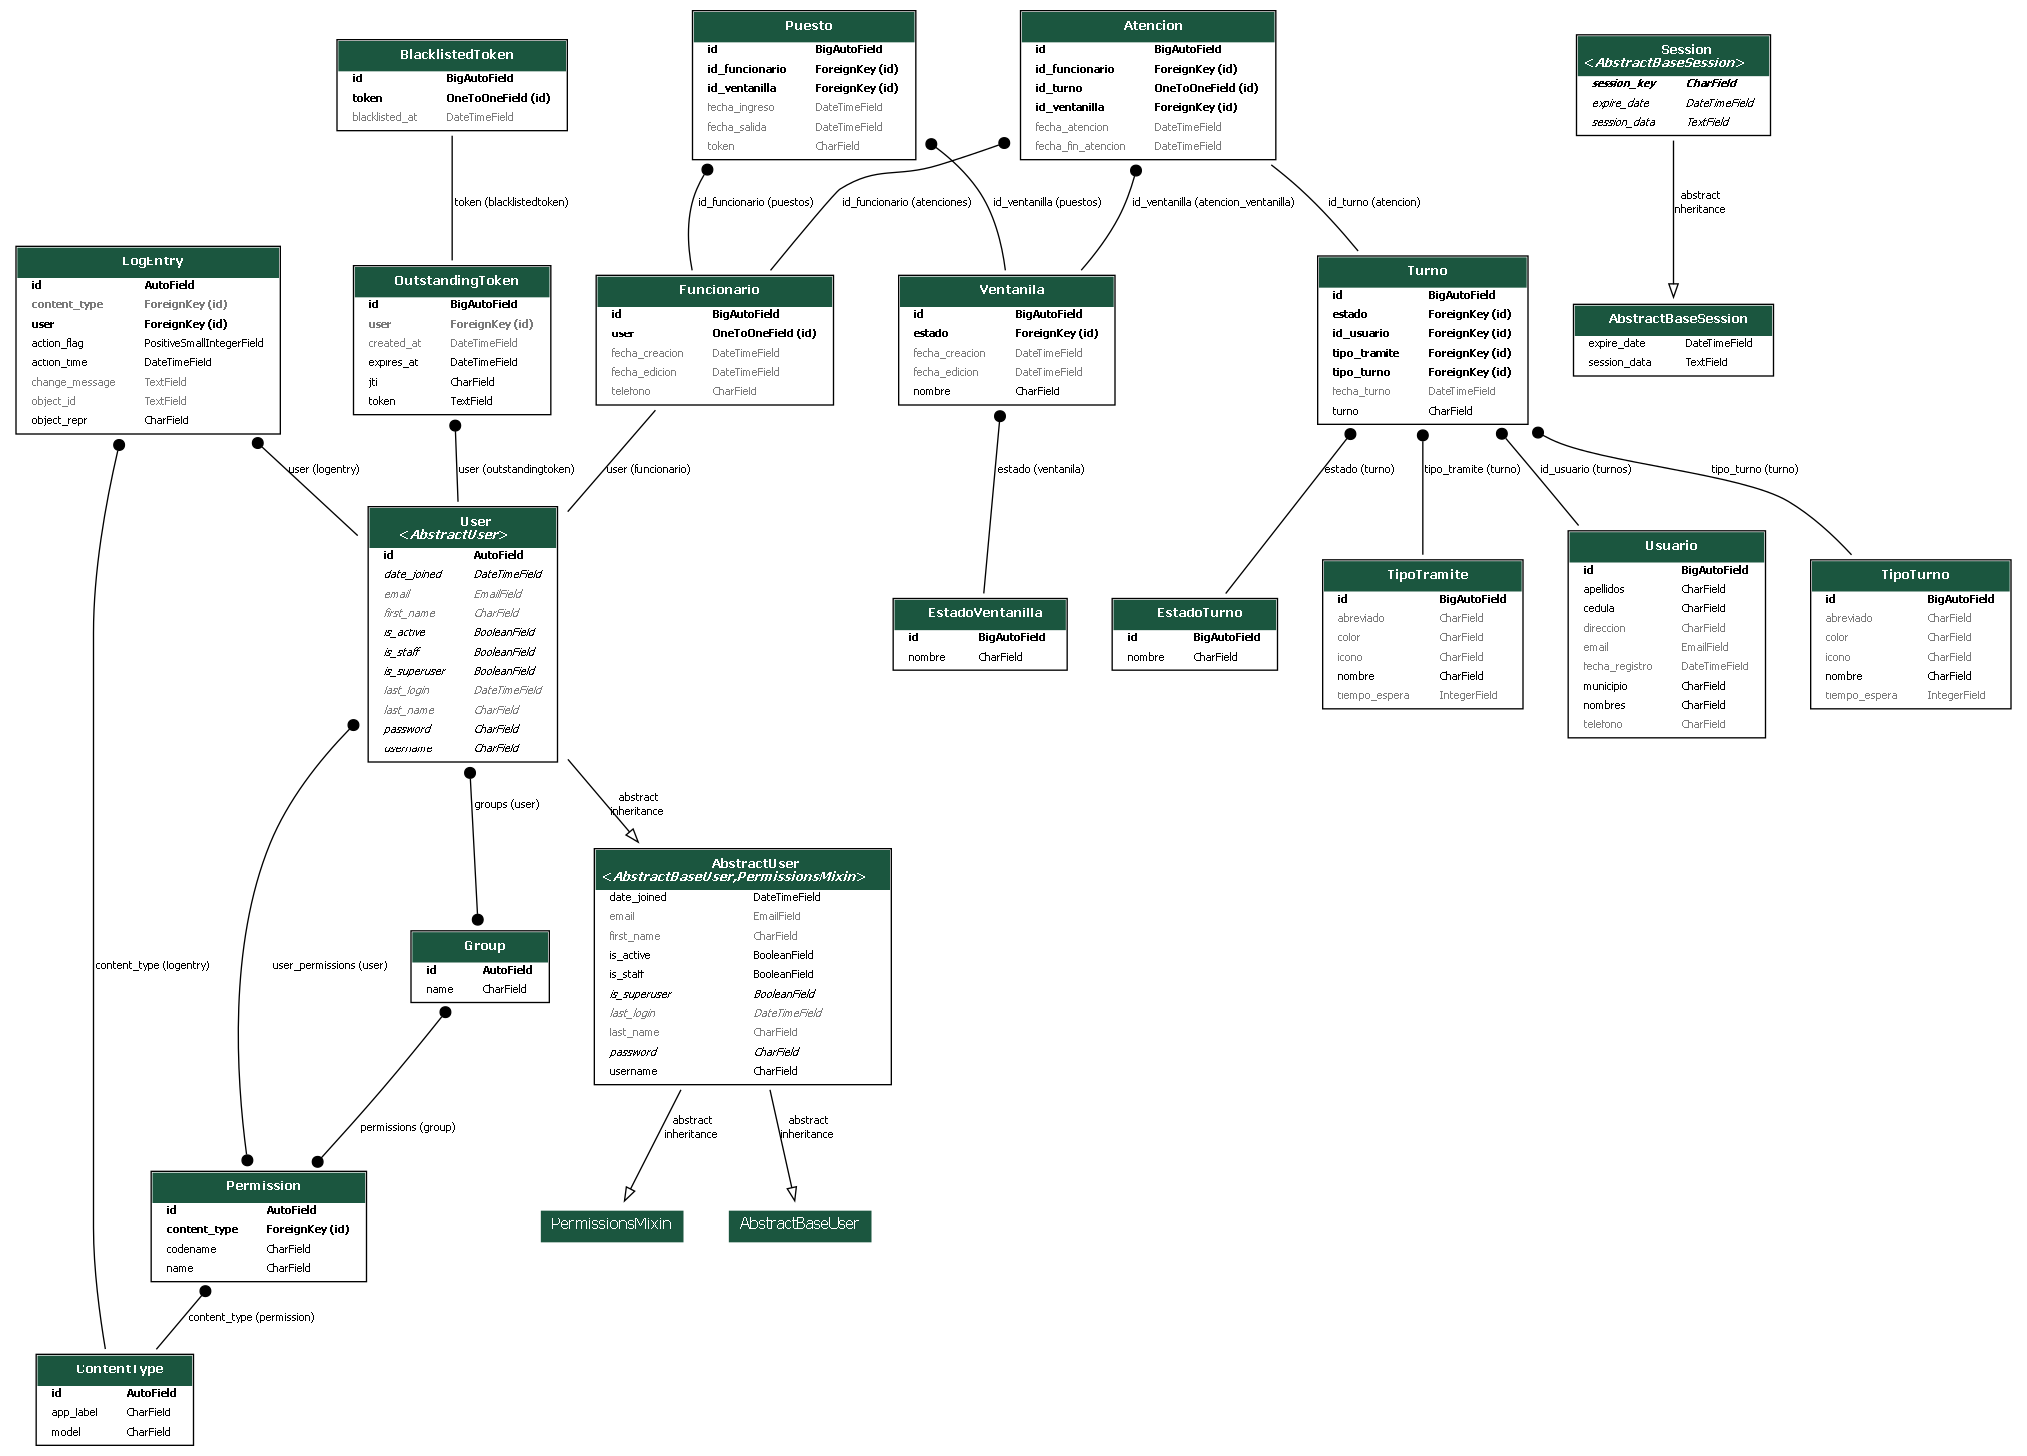 Puesto
id BigAutoField
id_funcionario ForeignKey (id)
id_ventanilla ForeignKey (id)
fecha_ingreso DateTimeField
fecha_salida DateTimeField
token CharField
Atencion
id BigAutoField
id_funcionario ForeignKey (id)
id_turno OneToOneField (id)
id_ventanilla ForeignKey (id)
fecha_atencion DateTimeField
fecha_fin_atencion DateTimeField
BlacklistedToken
id BigAutoField
token OneToOneField (id)
blacklisted_at DateTimeField
Session
<AbstractBaseSession>
session_key CharField
expire_date DateTimeField
session_data TextField
token (blacklistedtoken)
id_funcionario (puestos)
id_funcionario (atenciones)
id_ventanilla (puestos)
id_ventanilla (atencion_ventanilla)
id_turno (atencion)
abstract
inheritance
LogEntry
id AutoField
content_type ForeignKey (id)
user ForeignKey (id)
action_flag PositiveSmallIntegerField
action_time DateTimeField
change_message TextField
object_id TextField
object_repr CharField
OutstandingToken
id BigAutoField
user ForeignKey (id)
created_at DateTimeField
expires_at DateTimeField
jti CharField
token TextField
Funcionario
id BigAutoField
user OneToOneField (id)
fecha_creacion DateTimeField
fecha_edicion DateTimeField
telefono CharField
Ventanila
id BigAutoField
estado ForeignKey (id)
fecha_creacion DateTimeField
fecha_edicion DateTimeField
nombre CharField
Turno
id BigAutoField
estado ForeignKey (id)
id_usuario ForeignKey (id)
tipo_tramite ForeignKey (id)
tipo_turno ForeignKey (id)
fecha_turno DateTimeField
turno CharField
AbstractBaseSession
expire_date DateTimeField
session_data TextField
user (logentry)
user (outstandingtoken)
user (funcionario)
estado (ventanila)
estado (turno)
tipo_tramite (turno)
id_usuario (turnos)
tipo_turno (turno)
User
<AbstractUser>
id AutoField
date_joined DateTimeField
email EmailField
first_name CharField
is_active BooleanField
is_staff BooleanField
is_superuser BooleanField
last_login DateTimeField
last_name CharField
password CharField
username CharField
EstadoVentanilla
id BigAutoField
nombre CharField
EstadoTurno
id BigAutoField
nombre CharField
TipoTramite
id BigAutoField
abreviado CharField
color CharField
icono CharField
nombre CharField
tiempo_espera IntegerField
Usuario
id BigAutoField
apellidos CharField
cedula CharField
direccion CharField
email EmailField
fecha_registro DateTimeField
municipio CharField
nombres CharField
telefono CharField
TipoTurno
id BigAutoField
abreviado CharField
color CharField
icono CharField
nombre CharField
tiempo_espera IntegerField
groups (user)
abstract
inheritance
AbstractUser
<AbstractBaseUser,PermissionsMixin>
date_joined DateTimeField
email EmailField
first_name CharField
is_active BooleanField
is_staff BooleanField
is_superuser BooleanField
last_login DateTimeField
last_name CharField
password CharField
username CharField
content_type (logentry)
user_permissions (user)
Group
id AutoField
name CharField
permissions (group)
abstract
inheritance
abstract
inheritance
Permission
id AutoField
content_type ForeignKey (id)
codename CharField
name CharField
PermissionsMixin
AbstractBaseUser
content_type (permission)
ContentType
id AutoField
app_label CharField
model CharField